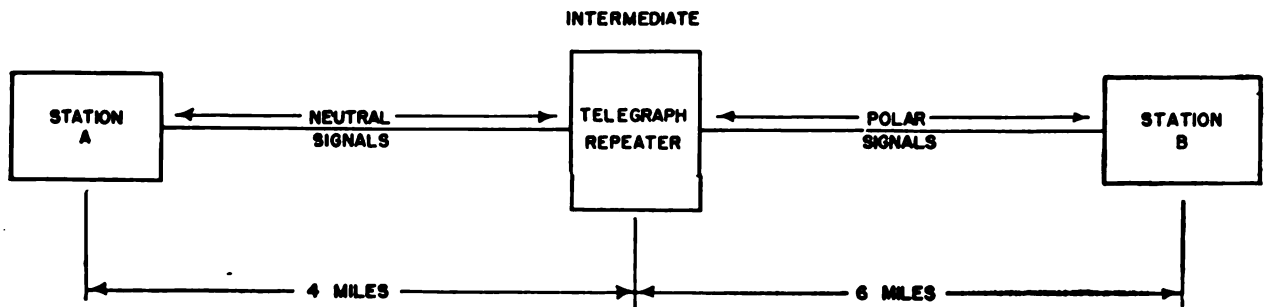 INTERMEDIATE
STATION
A
NEUTRAL
SIGNALS
TELEGRAPH
REPEATER
POLAR
SIGNALS
STATION
B
4 MILES
6 MILES